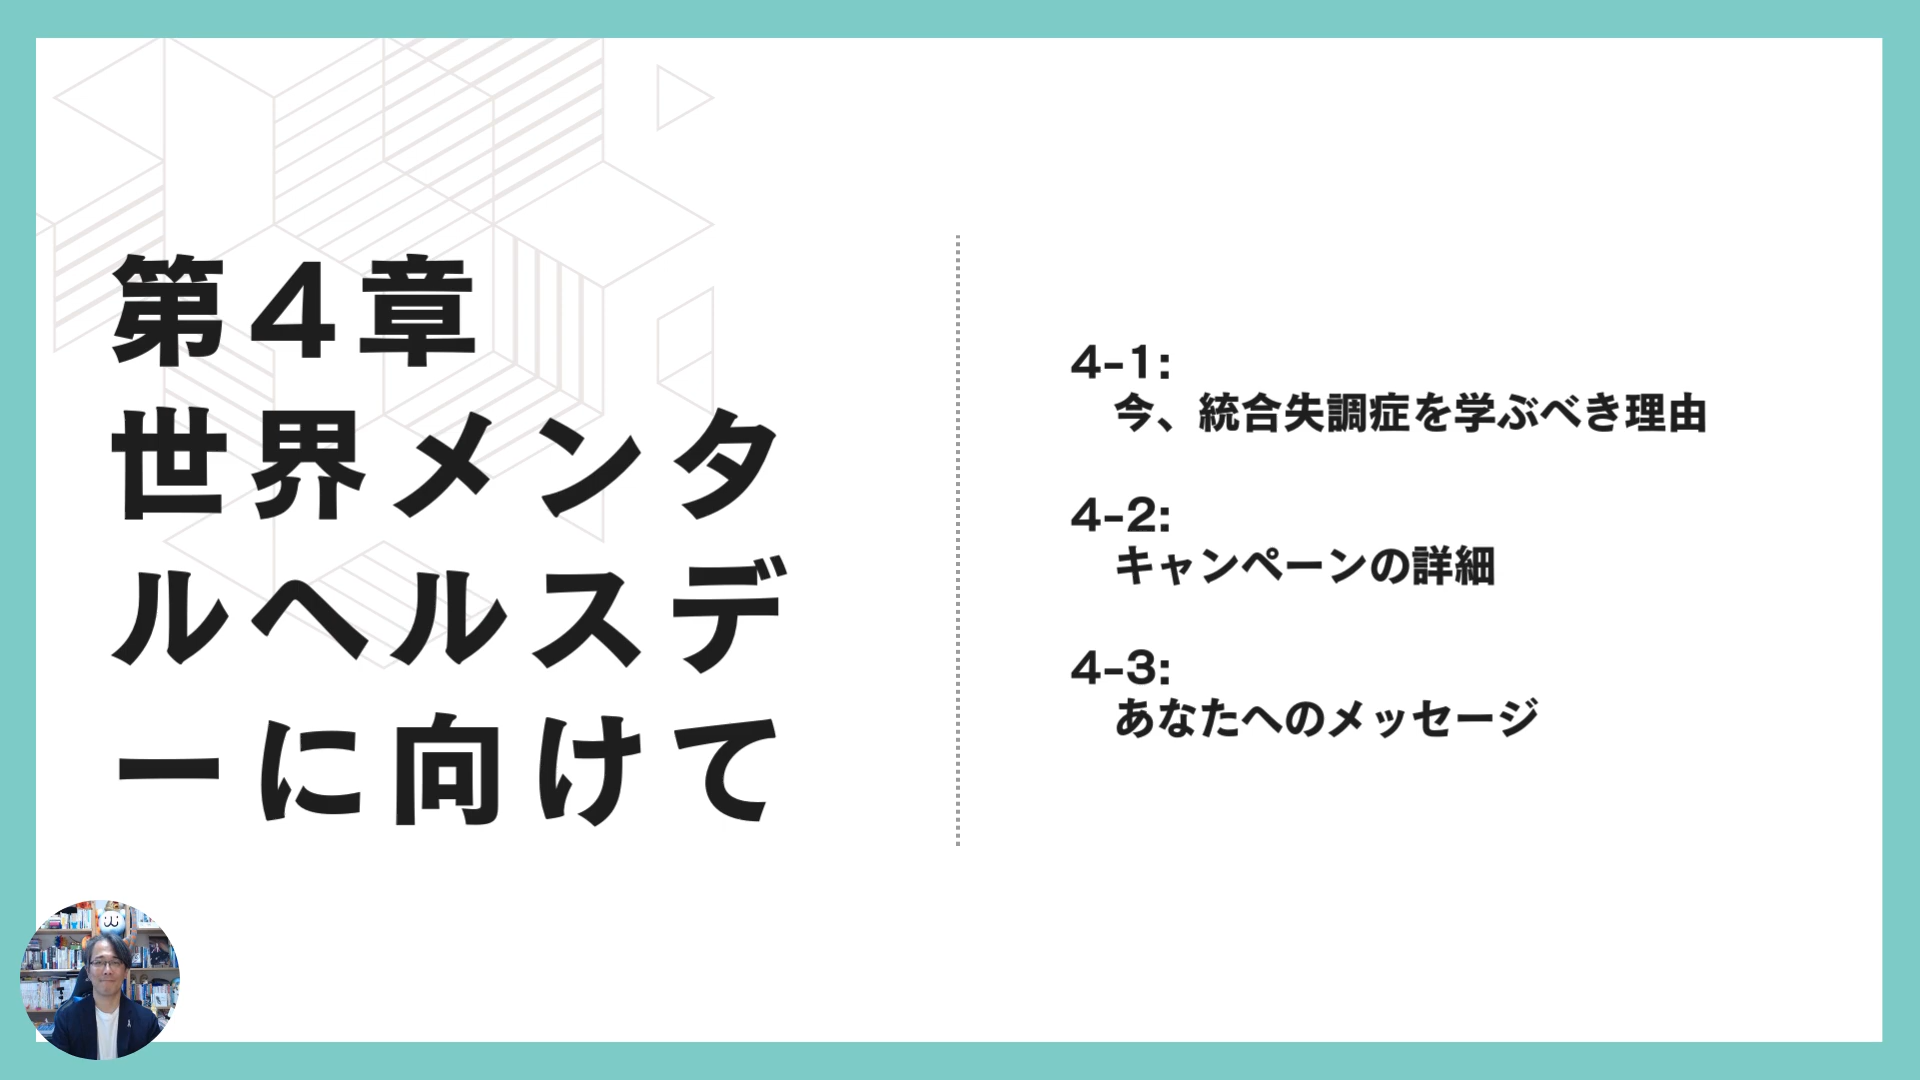 第4章
世界メンタ
ルヘルスデ
ーに向けて
4-1:
今、統合失調症を学ぶべき理由
4-2:
キャンペーンの詳細
4-3:
あなたへのメッセージ